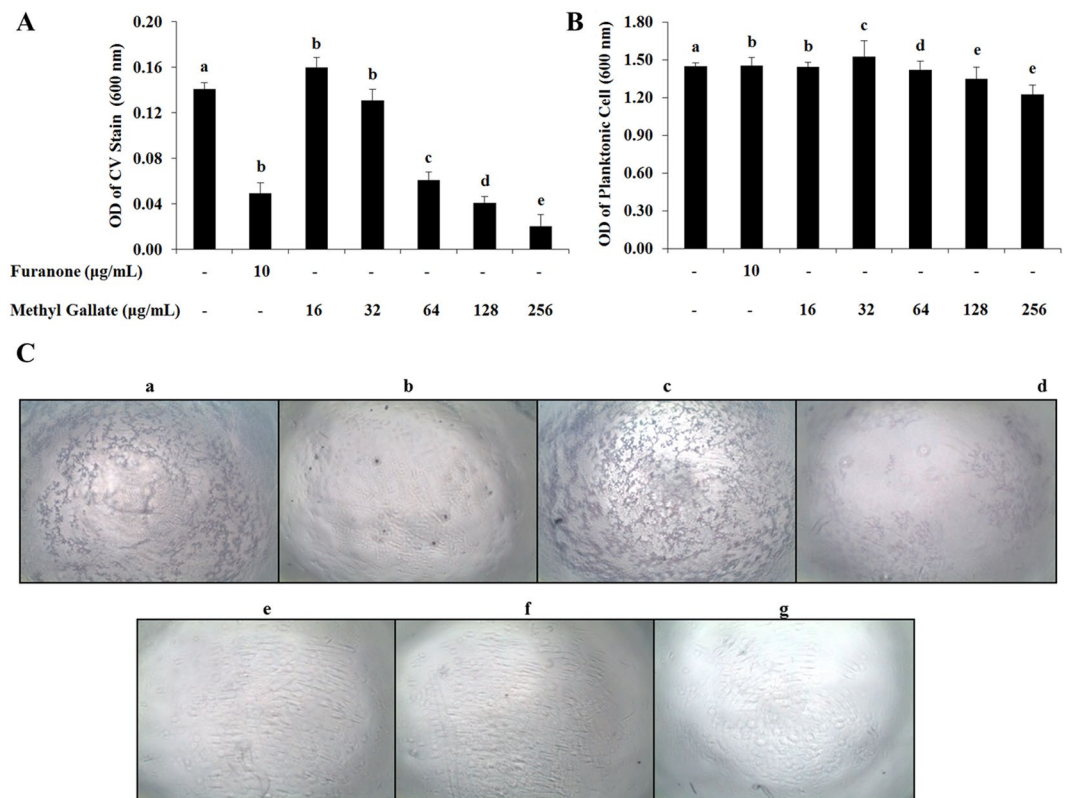 A
OD of CV Stain (600 nm)
0.20
0.16
0.12
0.08
0.04
0.00
a
b
b
b
c
d
e
B
OD of Planktonic Cell (600 nm)
1.80
1.50
1.20
0.90
0.60
0.30
0.00
a
b
b
c
d
e
e
Furanone (μg/mL) - 10 - - - - - - 10 - - - - -
Methyl Gallate (μg/mL) - - 16 32 64 128 256 - - 16 32 64 128 256
C
a b c d
e f g